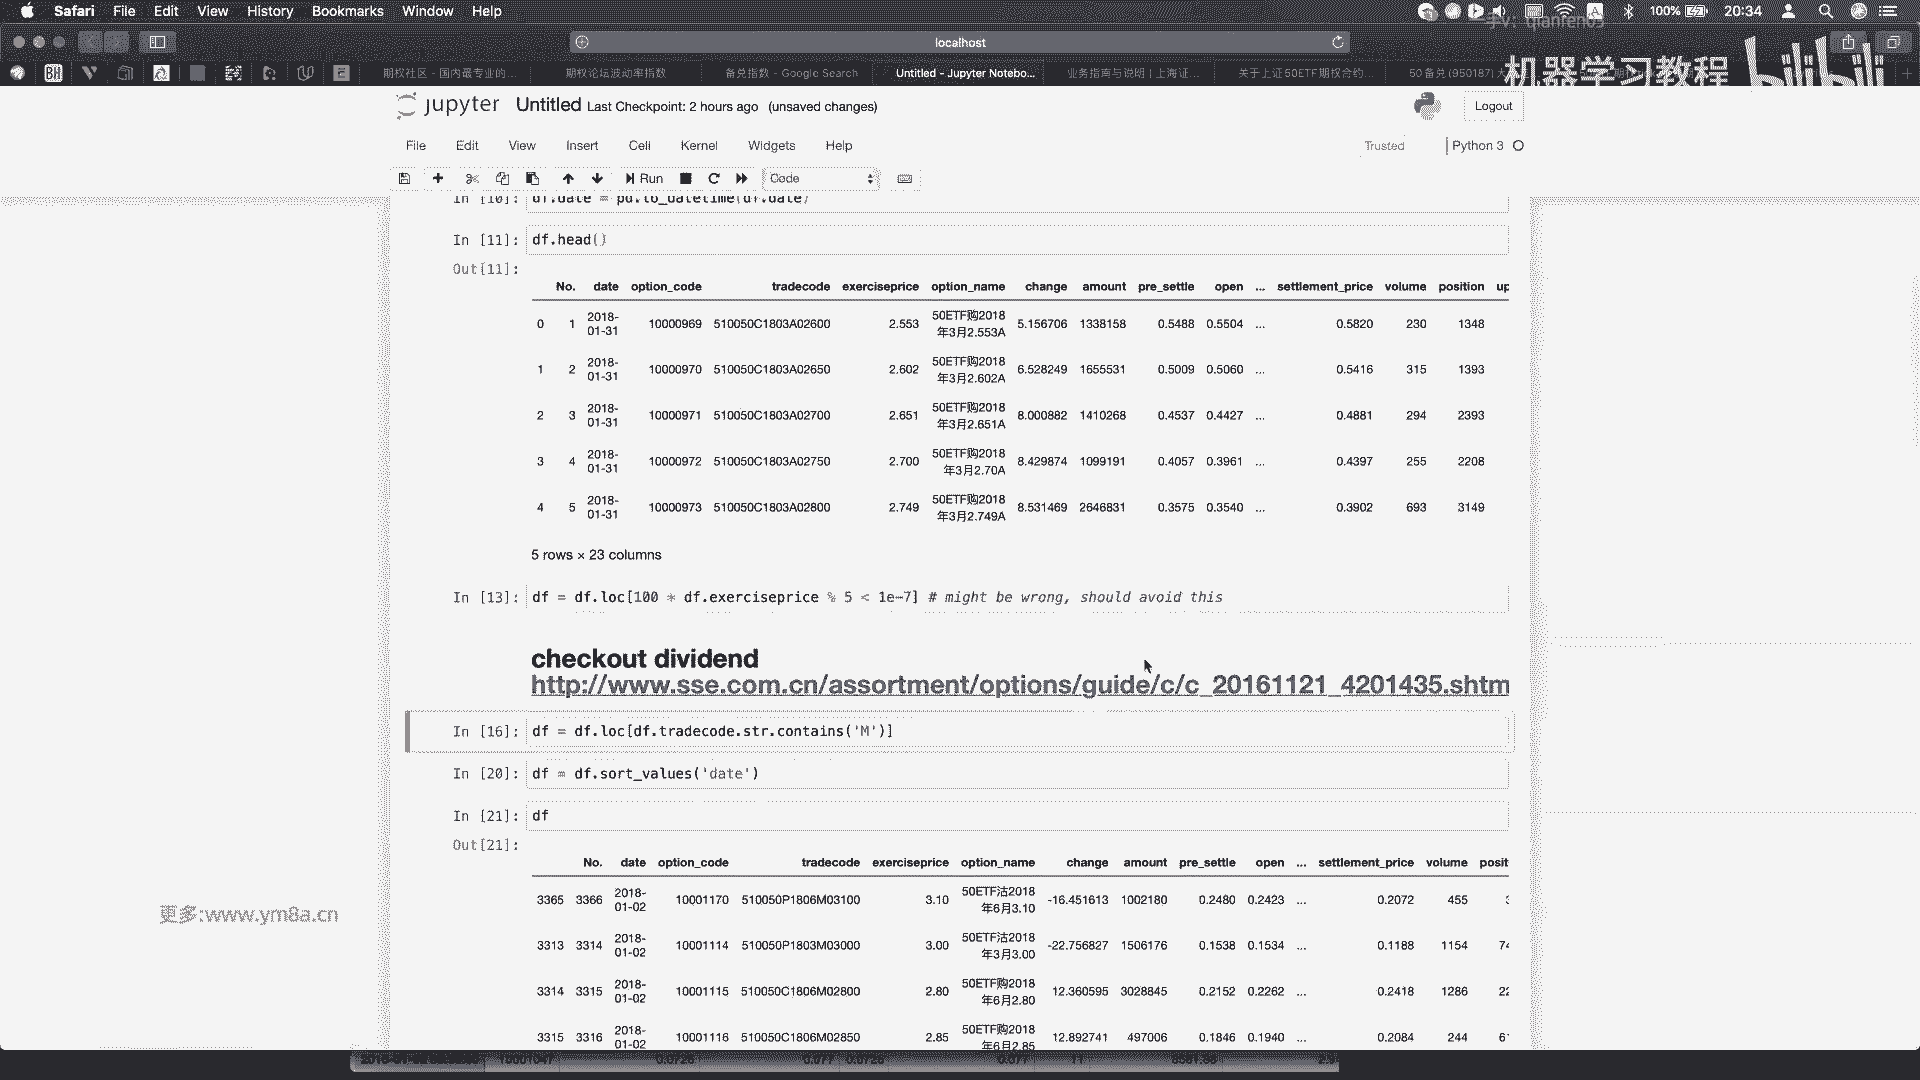 Safari File Edit View History Bookmarks Window Help 100% 20:34
localhost
期权社区 - 国内最专业的... 期权论坛波动率指数 备兑指数 - Google Search Untitled - Jupyter Notebo... 业务指南与说明 | 上海证... 关于上证50ETF期权合约... 50 备兑 (950187)
机器学习教程 bilibili
jupyter Untitled Last Checkpoint: 2 hours ago (unsaved changes) Logout
File Edit View Insert Cell Kernel Widgets Help Trusted Python 3
Run Code
In [10]: df.date = pd.to_datetime(df.date)
In [11]: df.head()
Out[11]:
No. date option_code tradecode exerciseprice option_name change amount pre_settle open ... settlement_price volume position up
0 1 2018-01-31 10000969 510050C1803A02600 2.553 50ETF购2018年3月2.553A 5.156706 1338158 0.5488 0.5504 ... 0.5820 230 1348
1 2 2018-01-31 10000970 510050C1803A02650 2.602 50ETF购2018年3月2.602A 6.528249 1655531 0.5009 0.5060 ... 0.5416 315 1393
2 3 2018-01-31 10000971 510050C1803A02700 2.651 50ETF购2018年3月2.651A 8.000882 1410268 0.4537 0.4427 ... 0.4881 294 2393
3 4 2018-01-31 10000972 510050C1803A02750 2.700 50ETF购2018年3月2.70A 8.429874 1099191 0.4057 0.3961 ... 0.4397 255 2208
4 5 2018-01-31 10000973 510050C1803A02800 2.749 50ETF购2018年3月2.749A 8.531469 2646831 0.3575 0.3540 ... 0.3902 693 3149
5 rows × 23 columns
In [13]: df = df.loc[100 * df.exerciseprice % 5 < 1e-7] # might be wrong, should avoid this
checkout dividend
http://www.sse.com.cn/assortment/options/guide/c/c_20161121_4201435.shtm
In [16]: df = df.loc[df.tradecode.str.contains('M')]
In [20]: df = df.sort_values('date')
In [21]: df
Out[21]:
No. date option_code tradecode exerciseprice option_name change amount pre_settle open ... settlement_price volume posit
3365 3366 2018-01-02 10001170 510050P1806M03100 3.10 50ETF沽2018年6月3.10 -16.451613 1002180 0.2480 0.2423 ... 0.2072 455
3313 3314 2018-01-02 10001114 510050P1803M03000 3.00 50ETF沽2018年3月3.00 -22.756827 1506176 0.1538 0.1534 ... 0.1188 1154 74
3314 3315 2018-01-02 10001115 510050C1806M02800 2.80 50ETF购2018年6月2.80 12.360595 3028845 0.2152 0.2262 ... 0.2418 1286 22
3315 3316 2018-01-02 10001116 510050C1806M02850 2.85 50ETF购2018年6月2.85 12.892741 497006 0.1846 0.1940 ... 0.2084 244 6
更多:www.ym8a.cn